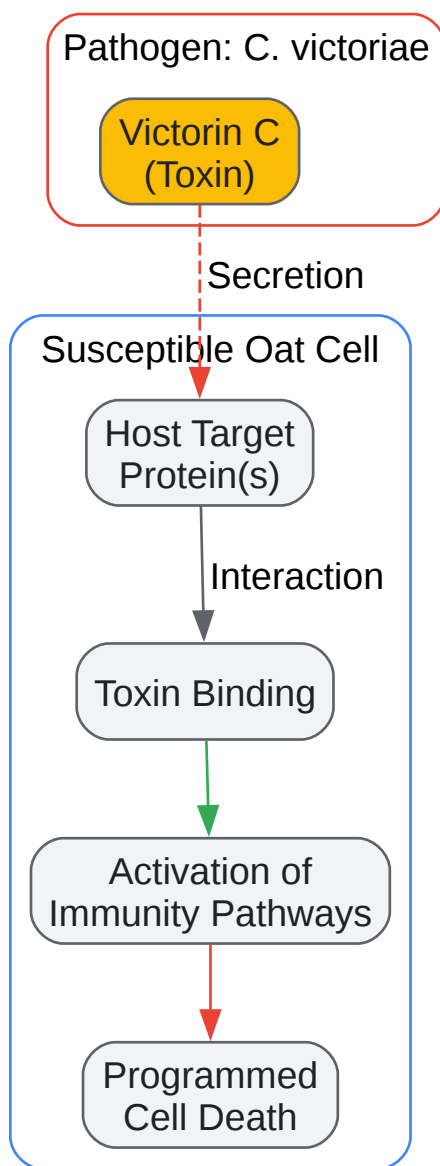 Pathogen: C. victoriae
Victorin C
(Toxin)
Secretion
Susceptible Oat Cell
Host Target
Protein(s)
Interaction
Toxin Binding
Activation of
Immunity Pathways
Programmed
Cell Death